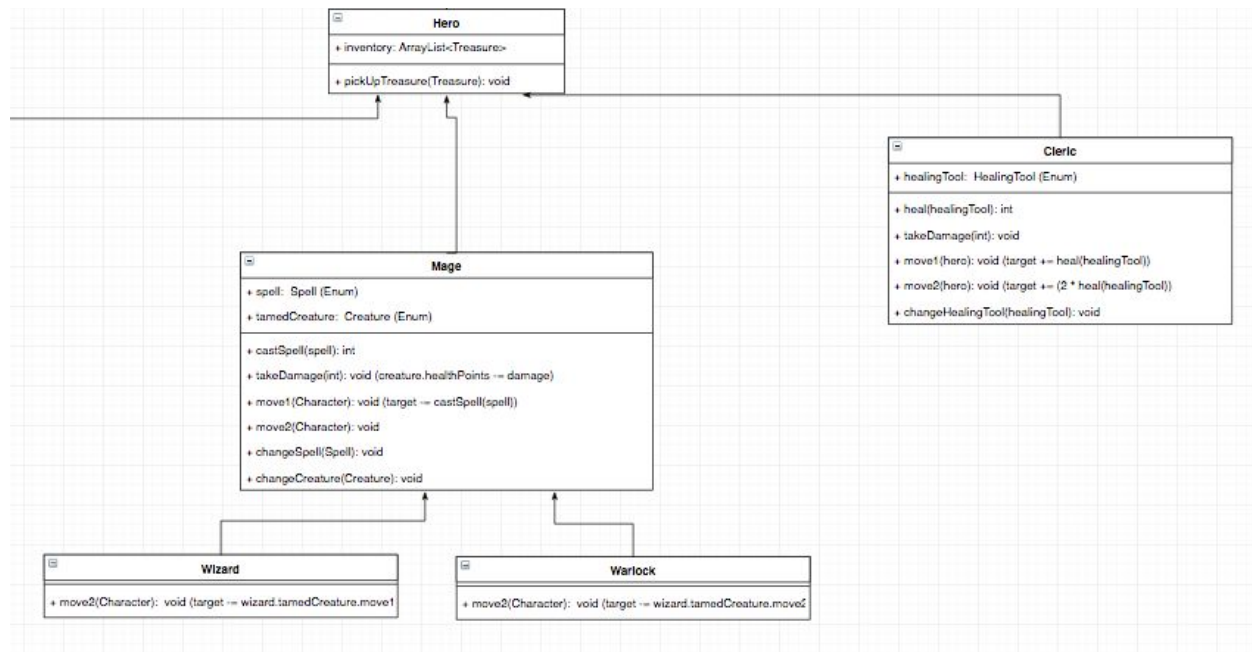 Hero
+ inventory: ArrayList<Treasure>
+ pickUpTreasure(Treasure): void
Cleric
+ healingTool: HealingTool (Enum)
+ heal(healingTool): int
+ takeDamage(int): void
+ move1(hero): void (target += heal(healingTool))
+ move2(hero): void (target += (2 * heal(healingTool))
+ changeHealingTool(healingTool): void
Mage
+ spell: Spell (Enum)
+ tamedCreature: Creature (Enum)
+ castSpell(spell): int
+ takeDamage(int): void (creature.healthPoints -= damage)
+ move1(Character): void (target -= castSpell(spell))
+ move2(Character): void
+ changeSpell(Spell): void
+ changeCreature(Creature): void
Wizard
+ move2(Character): void (target -= wizard.tamedCreature.move1
Warlock
+ move2(Character): void (target -= wizard.tamedCreature.move2